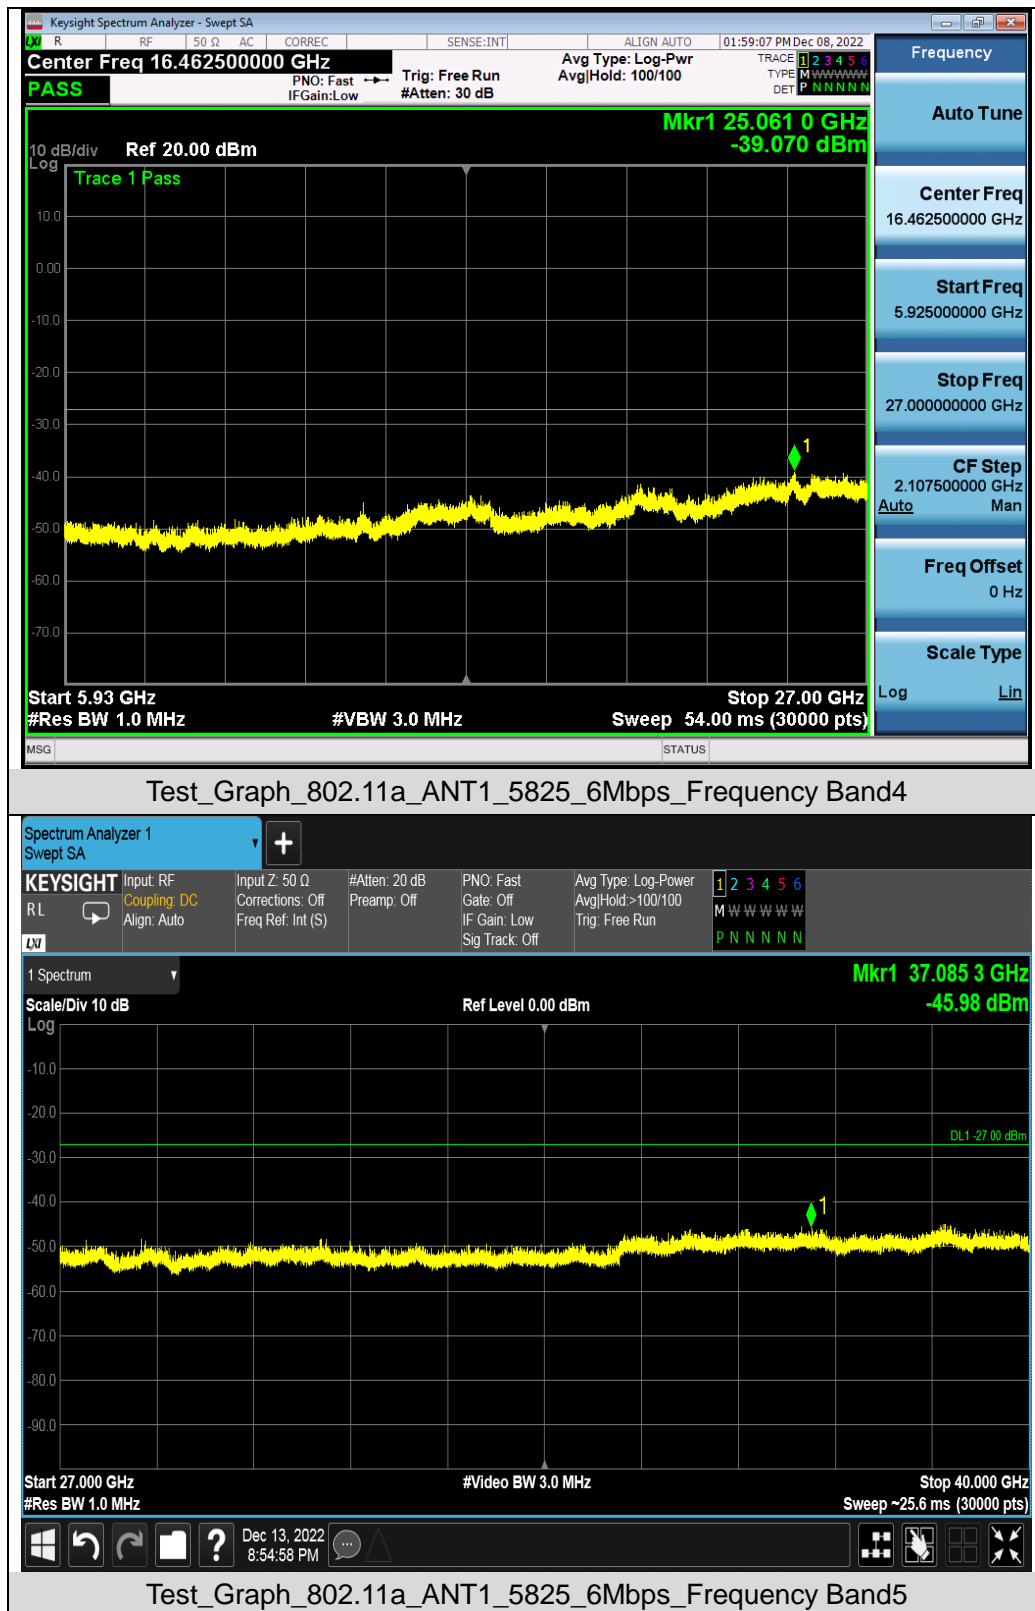 Keysight Spectrum Analyzer - Swept SA
LXI R RF 50 Ω AC CORREC SENSE:INT ALIGN AUTO 01:59:07 PM Dec 08, 2022
Center Freq 16.462500000 GHz
PASS
PNO: Fast
IFGain:Low
Trig: Free Run
#Atten: 30 dB
Avg Type: Log-Pwr
Avg|Hold: 100/100
TRACE 1 2 3 4 5 6
TYPE M W W W W W
DET P N N N N N
Mkr1 25.061 0 GHz
-39.070 dBm
10 dB/div Ref 20.00 dBm
Log
Trace 1 Pass
10.0
0.00
-10.0
-20.0
-30.0
-40.0
-50.0
-60.0
-70.0
1
Start 5.93 GHz Stop 27.00 GHz
#Res BW 1.0 MHz #VBW 3.0 MHz Sweep 54.00 ms (30000 pts)
MSG STATUS
Frequency
Auto Tune
Center Freq
16.462500000 GHz
Start Freq
5.925000000 GHz
Stop Freq
27.000000000 GHz
CF Step
2.107500000 GHz
Auto Man
Freq Offset
0 Hz
Scale Type
Log Lin
Test_Graph_802.11a_ANT1_5825_6Mbps_Frequency Band4
Spectrum Analyzer 1
Swept SA
+
KEYSIGHT
R L
LXI
Input: RF
Coupling: DC
Align: Auto
Input Z: 50 Ω
Corrections: Off
Freq Ref: Int (S)
#Atten: 20 dB
Preamp: Off
PNO: Fast
Gate: Off
IF Gain: Low
Sig Track: Off
Avg Type: Log-Power
Avg|Hold:>100/100
Trig: Free Run
1 2 3 4 5 6
M W W W W W
P N N N N N
1 Spectrum
Mkr1 37.085 3 GHz
-45.98 dBm
Scale/Div 10 dB Ref Level 0.00 dBm
Log
-10.0
-20.0
-30.0
-40.0
-50.0
-60.0
-70.0
-80.0
-90.0
DL1 -27.00 dBm
1
Start 27.000 GHz #Video BW 3.0 MHz Stop 40.000 GHz
#Res BW 1.0 MHz Sweep ~25.6 ms (30000 pts)
?
Dec 13, 2022
8:54:58 PM
Test_Graph_802.11a_ANT1_5825_6Mbps_Frequency Band5